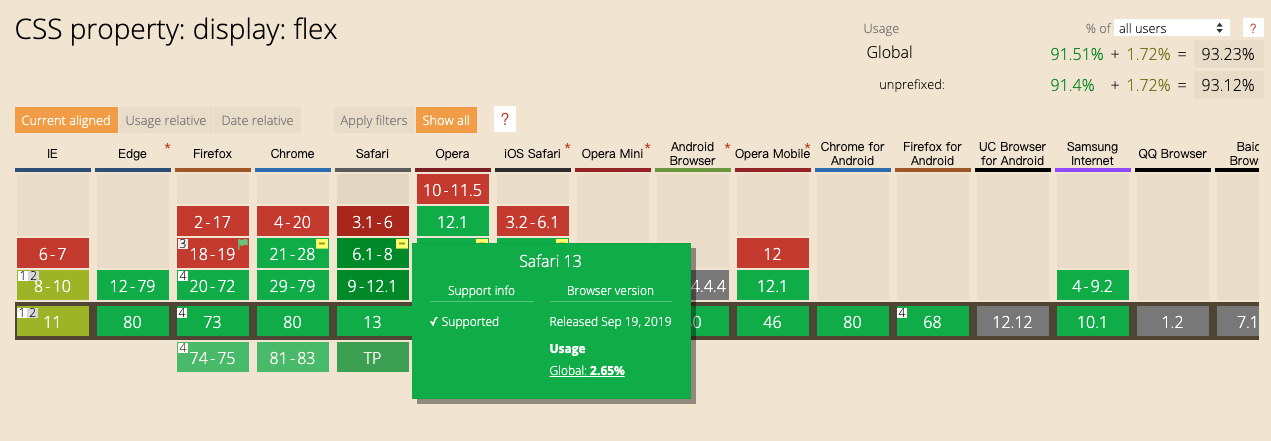 CSS property: display: flex
Usage % of all users ?
Global 91.51% + 1.72% = 93.23%
unprefixed: 91.4% + 1.72% = 93.12%
Current aligned Usage relative Date relative Apply filters Show all ?
IE Edge * Firefox Chrome Safari Opera iOS Safari * Opera Mini * Android Browser * Opera Mobile * Chrome for Android Firefox for Android UC Browser for Android Samsung Internet QQ Browser
10-11.5
2-17 4-20 3.1-6 12.1 3.2-6.1
6-7 3 18-19 21-28 6.1-8 12
1 2 8-10 12-79 4 20-72 29-79 9-12.1 4.4.4 12.1 4-9.2
1 2 11 80 4 73 80 13 46 80 4 68 12.12 10.1 1.2 7.1
4 74-75 81-83 TP
Safari 13
Support info Browser version
✓ Supported Released Sep 19, 2019
Usage
Global: 2.65%